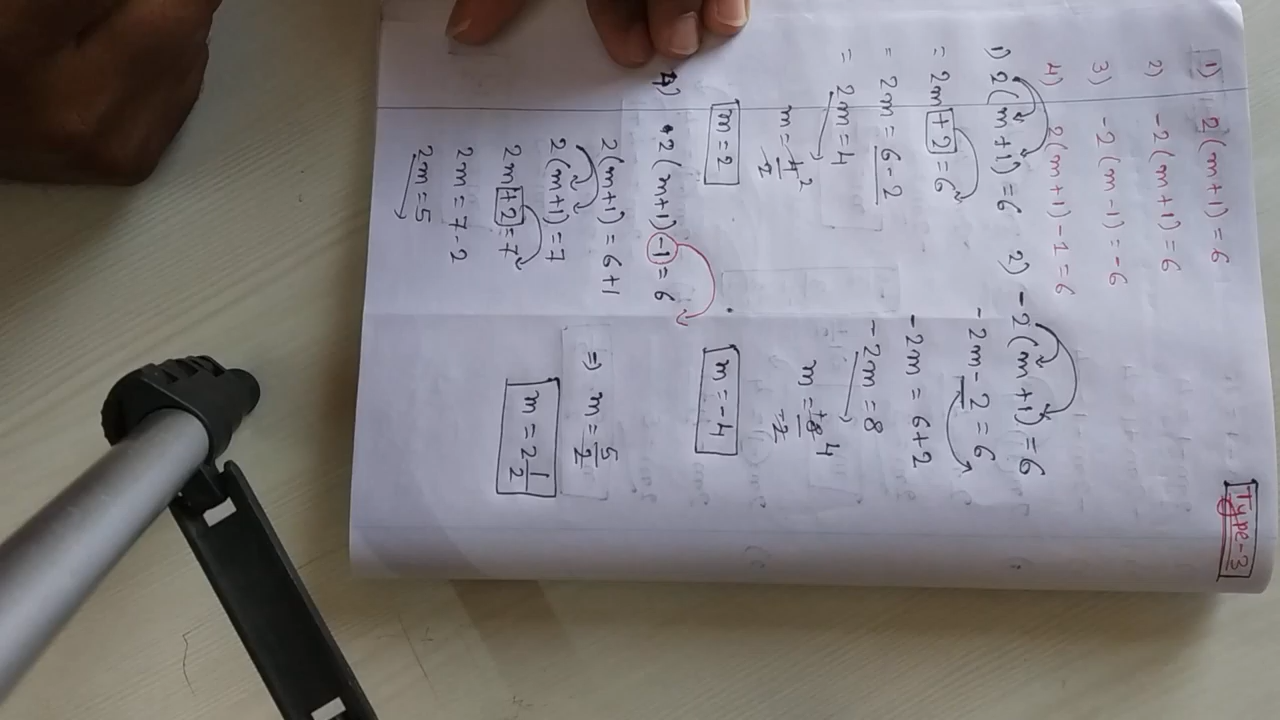 Type-3
1) 2(m+1) = 6
2) -2(m+1) = 6
3) -2(m-1) = -6
4) 2(m+1)-1 = 6
1) 2(m+1) = 6
= 2m+2 = 6
= 2m = 6-2
= 2m = 4
m = 4/2 2
m = 2
2) -2(m+1) = 6
-2m-2 = 6
-2m = 6+2
-2m = 8
m = +8/-2 4
m = -4
4) 2(m+1)-1 = 6
2(m+1) = 6+1
2(m+1) = 7
2m+2 = 7
2m = 7-2
2m = 5
⇒ m = 5/2
m = 2 1/2